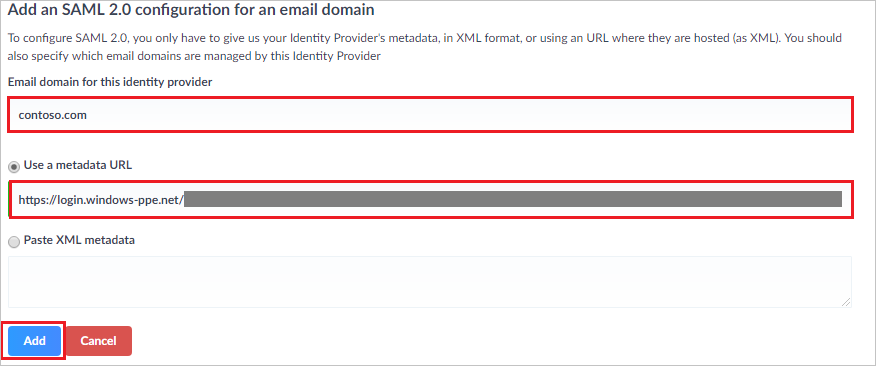 Add an SAML 2.0 configuration for an email domain
To configure SAML 2.0, you only have to give us your Identity Provider's metadata, in XML format, or using an URL where they are hosted (as XML). You should
also specify which email domains are managed by this Identity Provider
Email domain for this identity provider
contoso.com
Use a metadata URL
https://login.windows-ppe.net/
Paste XML metadata
Add Cancel